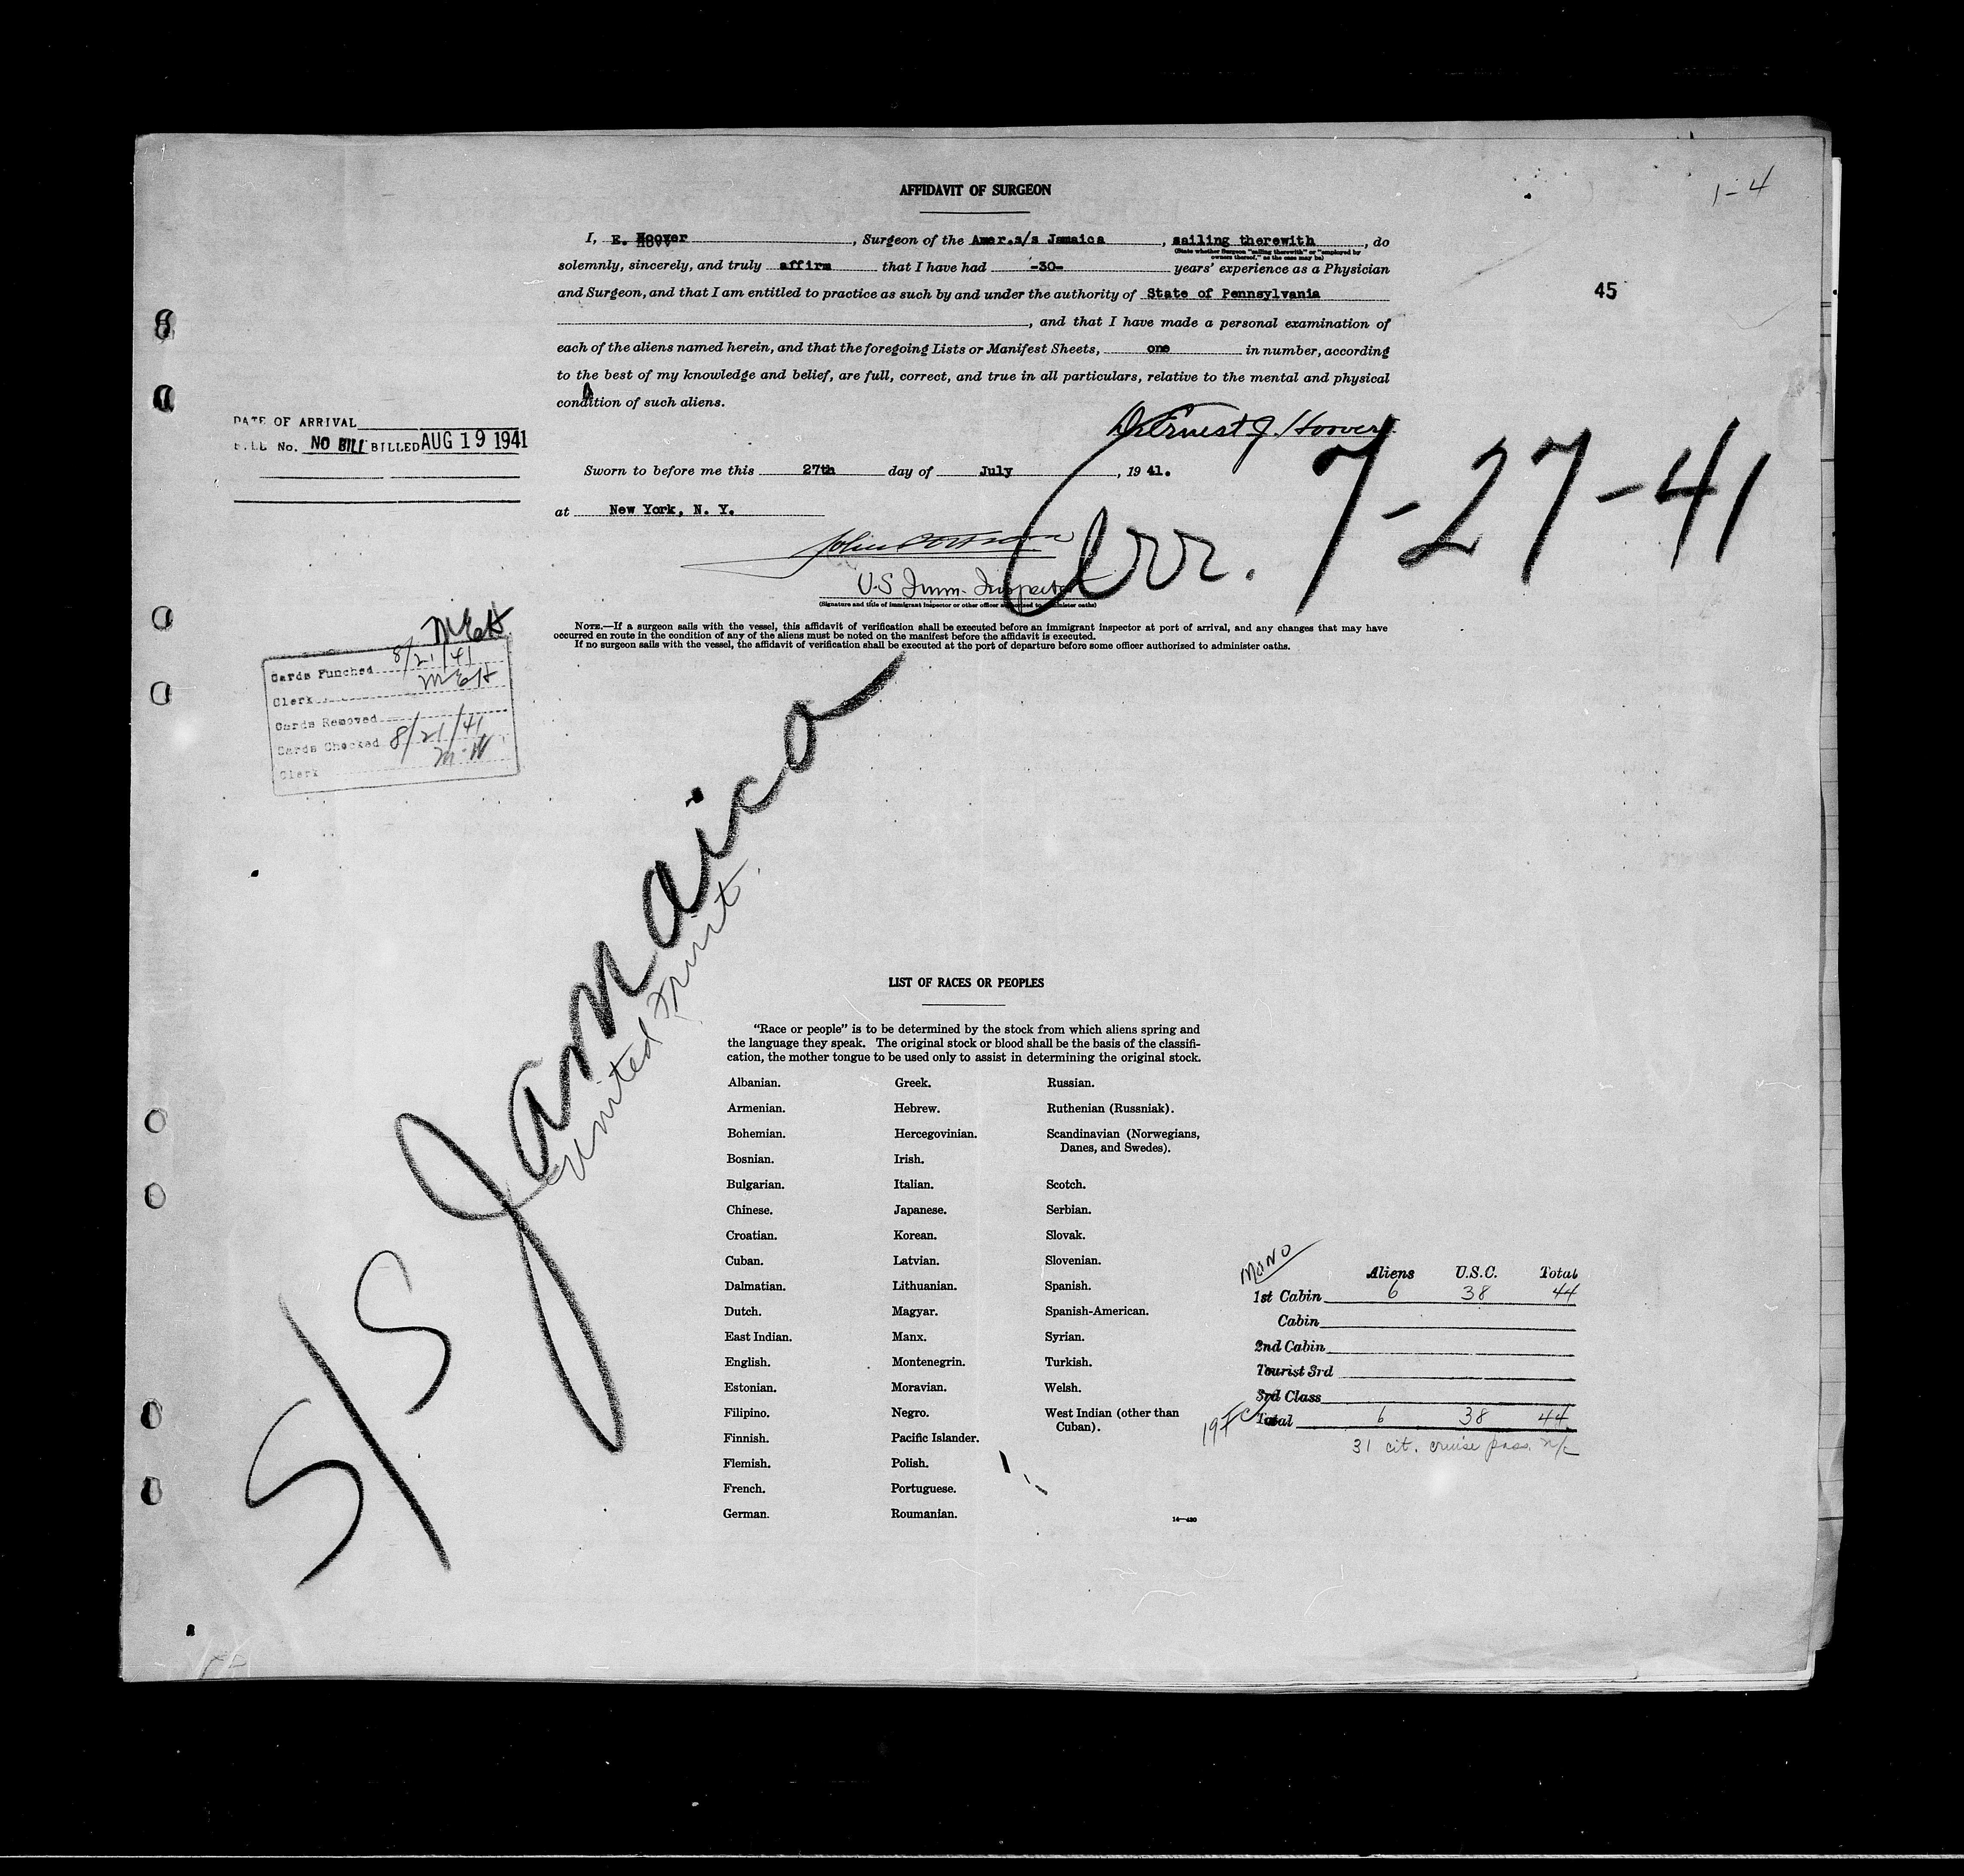 1-4
AFFIDAVIT OF SURGEON
I, E. Hoover, Surgeon of the Amer.s/s Jamaica, sailing therewith, do
(State whether Surgeon "sailing therewith" or "employed by
owners thereof," as the case may be)
solemnly, sincerely, and truly affirm that I have had -30- years' experience as a Physician
and Surgeon, and that I am entitled to practice as such by and under the authority of State of Pennsylvania
, and that I have made a personal examination of
each of the aliens named herein, and that the foregoing Lists or Manifest Sheets, one in number, according
to the best of my knowledge and belief, are full, correct, and true in all particulars, relative to the mental and physical
condition of such aliens.
45
Dr Ernest J. Hoover
DATE OF ARRIVAL
BILL No. NO BILL BILLED AUG 19 1941
Sworn to before me this 27th day of July, 19 41.
at New York, N. Y.
Arr. 7-27-41
U.S Imm. Inspector
(Signature and title of immigrant inspector or other officer authorized to administer oaths)
NOTE.—If a surgeon sails with the vessel, this affidavit of verification shall be executed before an immigrant inspector at port of arrival, and any changes that may have
occurred en route in the condition of any of the aliens must be noted on the manifest before the affidavit is executed.
If no surgeon sails with the vessel, the affidavit of verification shall be executed at the port of departure before some officer authorized to administer oaths.
Cards Punched 8/21/41
Clerk
Cards Removed
Cards Checked 8/21/41
Clerk
S/S Jamaica
United Fruit
LIST OF RACES OR PEOPLES
"Race or people" is to be determined by the stock from which aliens spring and
the language they speak. The original stock or blood shall be the basis of the classifi-
cation, the mother tongue to be used only to assist in determining the original stock.
Albanian. Greek. Russian.
Armenian. Hebrew. Ruthenian (Russniak).
Bohemian. Hercegovinian. Scandinavian (Norwegians,
Danes, and Swedes).
Bosnian. Irish.
Bulgarian. Italian. Scotch.
Chinese. Japanese. Serbian.
Croatian. Korean. Slovak.
Cuban. Latvian. Slovenian.
Dalmatian. Lithuanian. Spanish.
Dutch. Magyar. Spanish-American.
East Indian. Manx. Syrian.
English. Montenegrin. Turkish.
Estonian. Moravian. Welsh.
Filipino. Negro. West Indian (other than
Cuban).
Finnish. Pacific Islander.
Flemish. Polish.
French. Portuguese.
German. Roumanian.
16—430
Aliens U.S.C. Total
1st Cabin 6 38 44
Cabin
2nd Cabin
Tourist 3rd
3rd Class
Total 6 38 44
31 cit. cruise pass. n/c